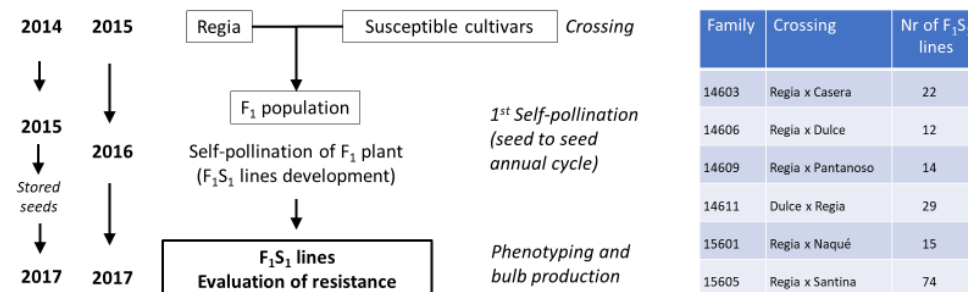 2014 2015 Regia Susceptible cultivars Crossing
F1 population
2015
2016
1st Self-pollination
(seed to seed
annual cycle)
Self-pollination of F1 plant
(F1S1 lines development)
Stored
seeds
2017 2017
F1S1 lines
Evaluation of resistance
Phenotyping and
bulb production
Family Crossing Nr of F1S1
lines
14603 Regia x Casera 22
14606 Regia x Dulce 12
14609 Regia x Pantanoso 14
14611 Dulce x Regia 29
15601 Regia x Naqué 15
15605 Regia x Santina 74